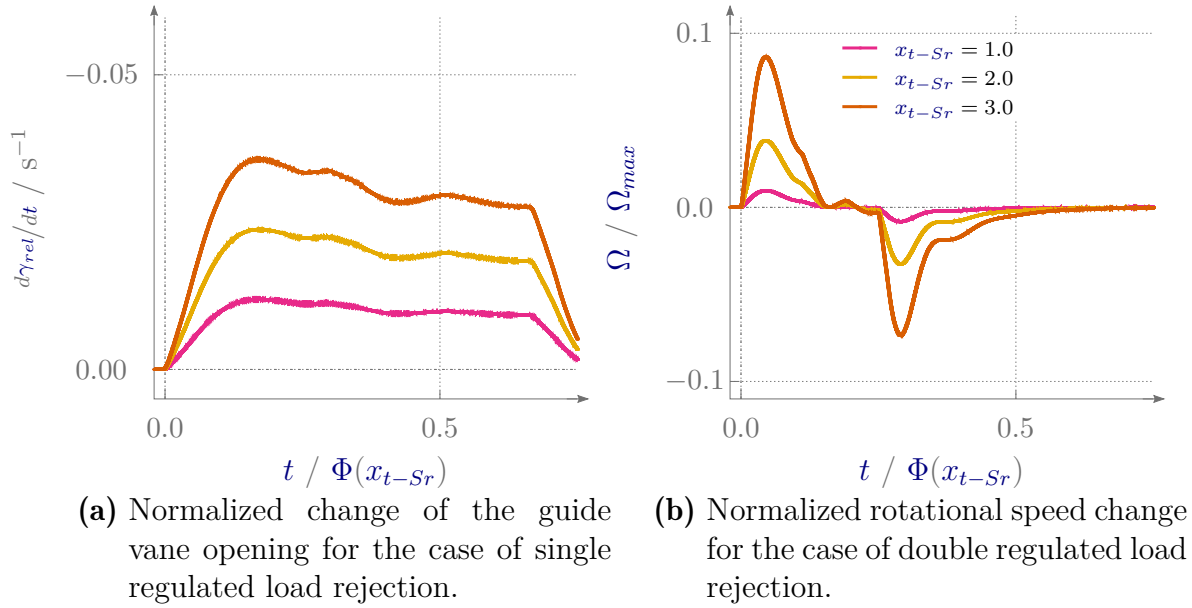 −0.05
0.00
dγrel/dt / s−1
0.0
0.5
t / Φ(xt−Sr)
(a) Normalized change of the guide
vane opening for the case of single
regulated load rejection.
0.1
0.0
−0.1
Ω / Ωmax
xt−Sr = 1.0
xt−Sr = 2.0
xt−Sr = 3.0
0.0
0.5
t / Φ(xt−Sr)
(b) Normalized rotational speed change
for the case of double regulated load
rejection.